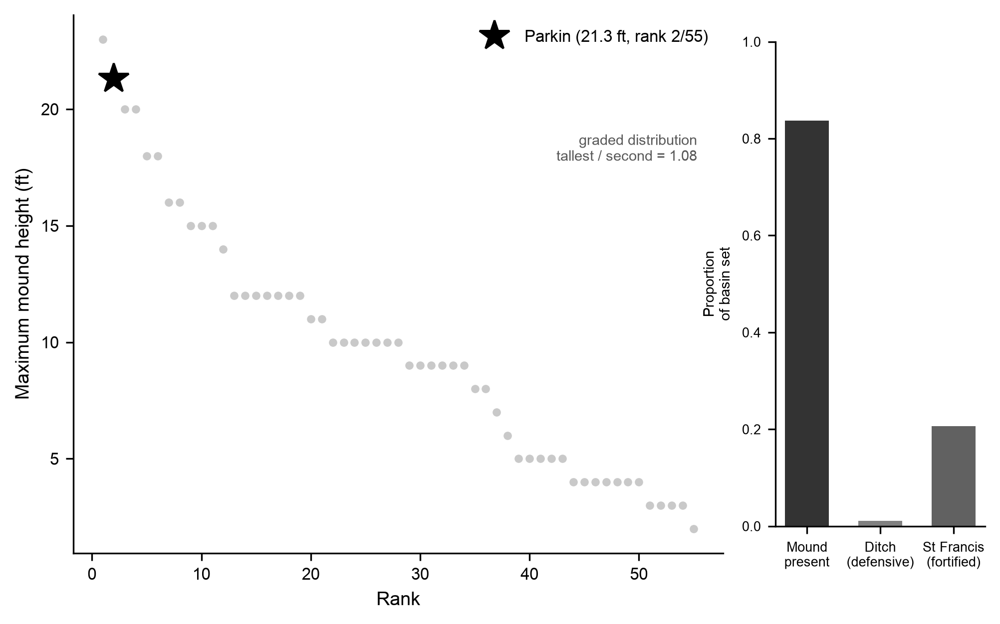 Parkin (21.3 ft, rank 2/55)
graded distribution
tallest / second = 1.08
Maximum mound height (ft)
20
15
10
5
0
10
20
30
40
50
Rank
Proportion
of basin set
1.0
0.8
0.6
0.4
0.2
0.0
Mound
present
Ditch
(defensive)
St Francis
(fortified)